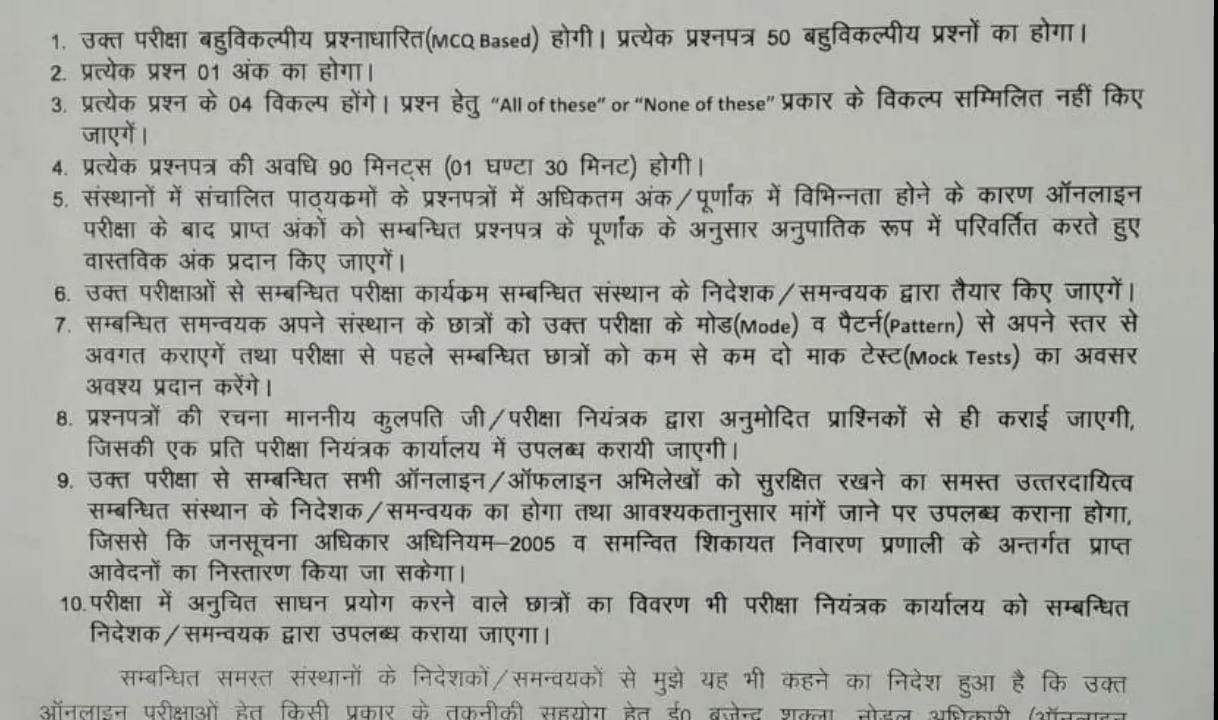 1. उक्त परीक्षा बहुविकल्पीय प्रश्नाधारित(MCQ Based) होगी। प्रत्येक प्रश्नपत्र 50 बहुविकल्पीय प्रश्नों का होगा।
2. प्रत्येक प्रश्न 01 अंक का होगा।
3. प्रत्येक प्रश्न के 04 विकल्प होंगे। प्रश्न हेतु “All of these” or “None of these” प्रकार के विकल्प सम्मिलित नहीं किए
जाएगें।
4. प्रत्येक प्रश्नपत्र की अवधि 90 मिनट्स (01 घण्टा 30 मिनट) होगी।
5. संस्थानों में संचालित पाठ्यकमों के प्रश्नपत्रों में अधिकतम अंक/पूर्णांक में विभिन्नता होने के कारण ऑनलाइन
परीक्षा के बाद प्राप्त अंकों को सम्बन्धित प्रश्नपत्र के पूर्णांक के अनुसार अनुपातिक रूप में परिवर्तित करते हुए
वास्तविक अंक प्रदान किए जाएगें।
6. उक्त परीक्षाओं से सम्बन्धित परीक्षा कार्यकम सम्बन्धित संस्थान के निदेशक/समन्वयक द्वारा तैयार किए जाएगें।
7. सम्बन्धित समन्वयक अपने संस्थान के छात्रों को उक्त परीक्षा के मोड(Mode) व पैटर्न(Pattern) से अपने स्तर से
अवगत कराएगें तथा परीक्षा से पहले सम्बन्धित छात्रों को कम से कम दो माक टेस्ट(Mock Tests) का अवसर
अवश्य प्रदान करेंगे।
8. प्रश्नपत्रों की रचना माननीय कुलपति जी/परीक्षा नियंत्रक द्वारा अनुमोदित प्राश्निकों से ही कराई जाएगी,
जिसकी एक प्रति परीक्षा नियंत्रक कार्यालय में उपलब्ध करायी जाएगी।
9. उक्त परीक्षा से सम्बन्धित सभी ऑनलाइन/ऑफलाइन अभिलेखों को सुरक्षित रखने का समस्त उत्तरदायित्व
सम्बन्धित संस्थान के निदेशक/समन्वयक का होगा तथा आवश्यकतानुसार मांगें जाने पर उपलब्ध कराना होगा,
जिससे कि जनसूचना अधिकार अधिनियम–2005 व समन्वित शिकायत निवारण प्रणाली के अन्तर्गत प्राप्त
आवेदनों का निस्तारण किया जा सकेगा।
10. परीक्षा में अनुचित साधन प्रयोग करने वाले छात्रों का विवरण भी परीक्षा नियंत्रक कार्यालय को सम्बन्धित
निदेशक/समन्वयक द्वारा उपलब्ध कराया जाएगा।
सम्बन्धित समस्त संस्थानों के निदेशकों/समन्वयकों से मुझे यह भी कहने का निदेश हुआ है कि उक्त
ऑनलाइन परीक्षाओं हेतु किसी प्रकार के तकनीकी सहयोग हेतु ई0 बृजेन्द्र शुक्ला, नोडल अधिकारी (ऑनलाइन